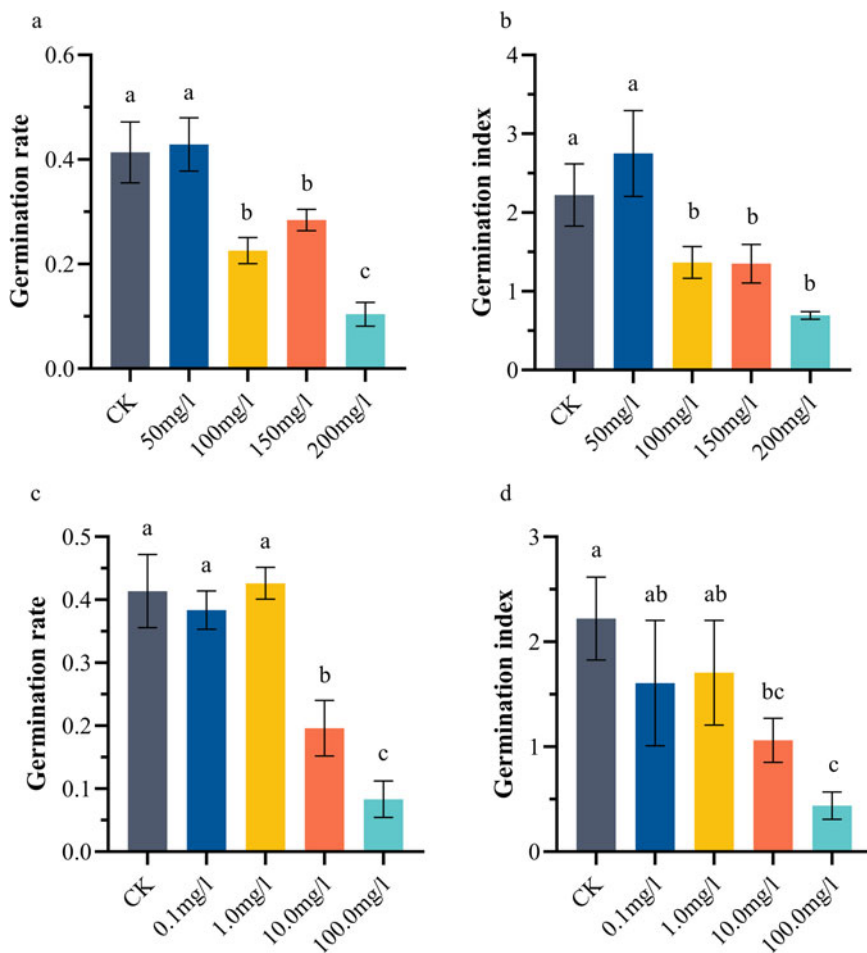 a
Germination rate
0.6
0.4
0.2
0.0
a
a
b
b
c
CK
50mg/l
100mg/l
150mg/l
200mg/l
b
Germination index
4
3
2
1
0
a
a
b
b
b
CK
50mg/l
100mg/l
150mg/l
200mg/l
c
Germination rate
0.5
0.4
0.3
0.2
0.1
0.0
a
a
a
b
c
CK
0.1mg/l
1.0mg/l
10.0mg/l
100.0mg/l
d
Germination index
3
2
1
0
a
ab
ab
bc
c
CK
0.1mg/l
1.0mg/l
10.0mg/l
100.0mg/l